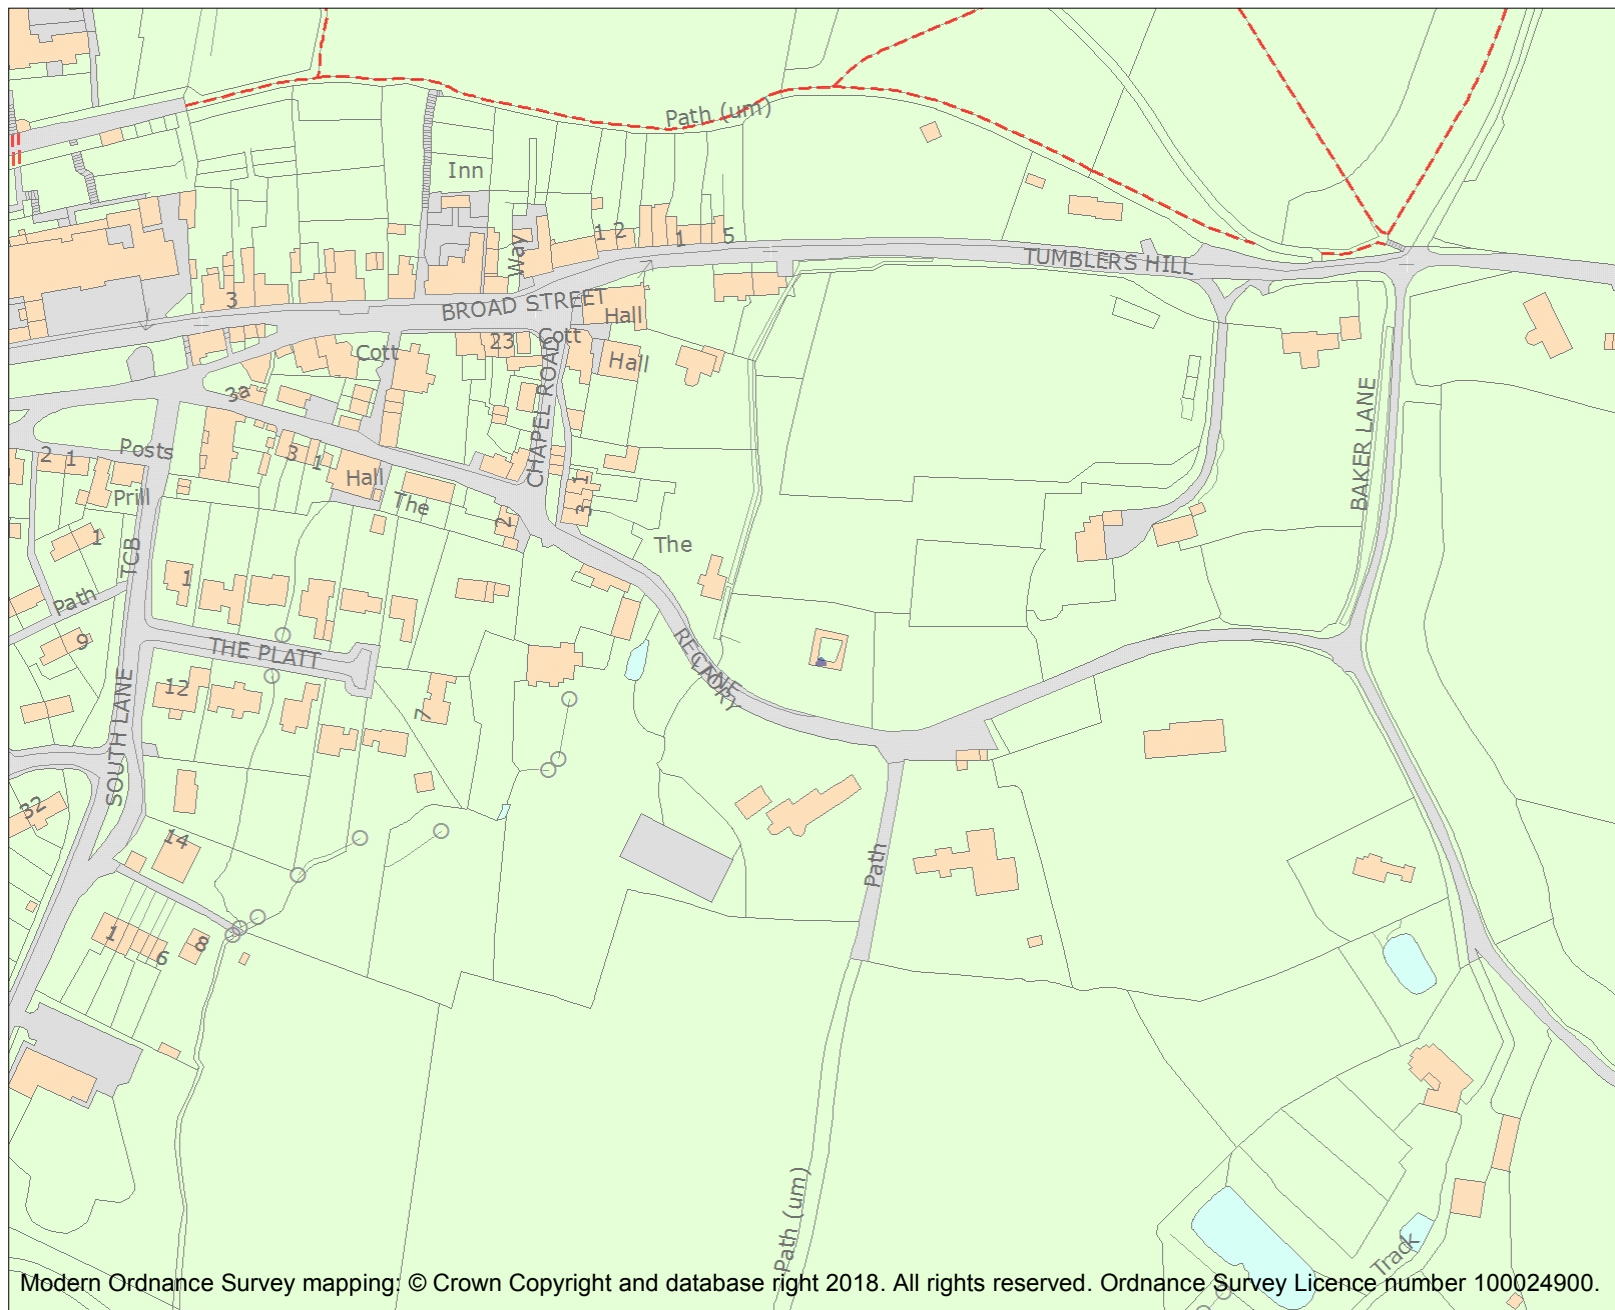 Path (um)
Inn
Way
1
2
1
5
TUMBLERS HILL
3
BROAD STREET
Hall
Cott
23
Cott
Hall
3a
CHAPEL ROAD
BAKER LANE
Posts
2
1
3
1
Hall
Prill
The
1
3
2
The
1
TCB
1
Path
9
THE PLATT
RECTORY
LANE
12
7
SOUTH LANE
32
14
Path
1
6
8
Path (um)
Track
Modern Ordnance Survey mapping: © Crown Copyright and database right 2018. All rights reserved. Ordnance Survey Licence number 100024900.